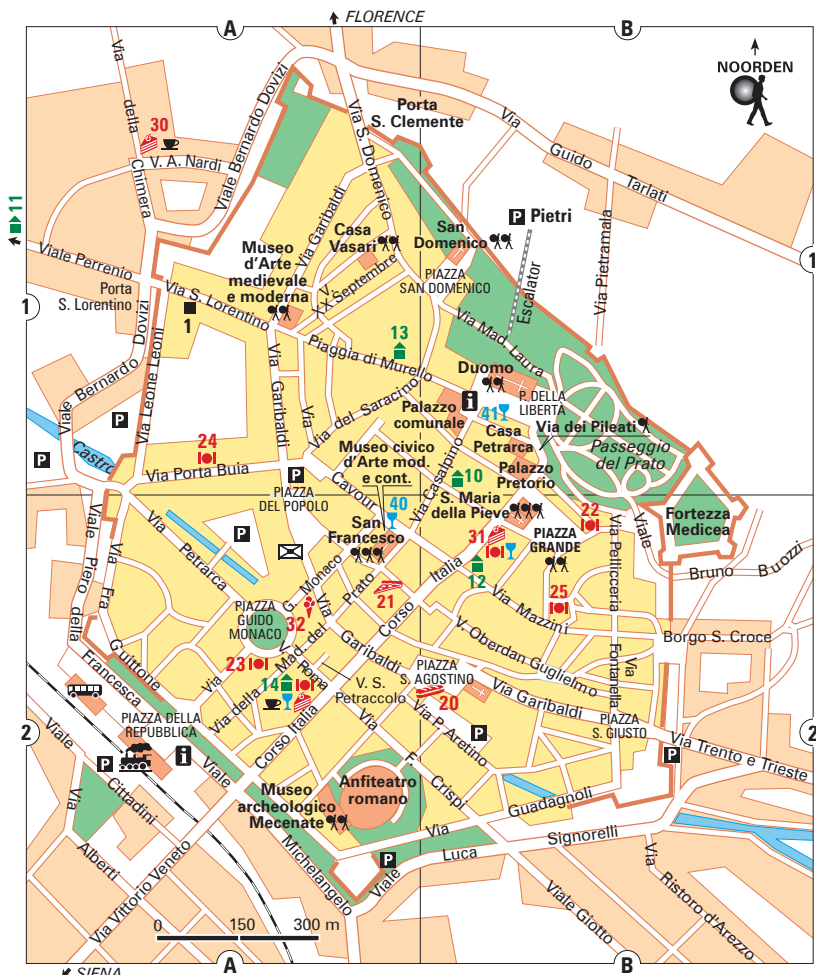 A
FLORENCE
B
NOORDEN
Via della Chimera
30
V. A. Nardi
Viale Bernardo Dovizi
Via S. Domenico
Porta
S. Clemente
Via Guido Tarlati
11
Viale Perrenio
Porta
S. Lorentino
Via S. Lorentino
1
Museo
d'Arte
medievale
e moderna
Via Garibaldi
Casa
Vasari
V.
XX Septembre
San
Domenico
P Pietri
PIAZZA
SAN DOMENICO
Escalator
Via Pietramala
1
1
Via Mad. Laura
13
Piaggia di Murello
Duomo
i
Palazzo
comunale
41
P. DELLA
LIBERTÀ
Casa
Petrarca
Via dei Pileati
Passeggio
del Prato
Viale Bernardo Dovizi
Via Leone Leoni
P
P
Castro
24
Via Porta Buia
Via Garibaldi
Via
Via del Saracino
Museo civico
d'Arte mod.
e cont.
Via Casalpino
10
Palazzo
Pretorio
P
PIAZZA
DEL POPOLO
Cavour
40
S. Maria
della Pieve
22
Fortezza
Medicea
Viale Piero della Francesca
Via Fra Guittone
Via Petrarca
P
San
Francesco
31
PIAZZA
GRANDE
Via Pellicceria
Viale
Bruno Buozzi
G. Monaco
Via
Prato
21
Corso Italia
12
Via Mazzini
25
PIAZZA
GUIDO
MONACO
32
Via
23
V. Roma
Via della Mad. del
14
Garibaldi
V. Oberdan Guglielmo
Borgo S. Croce
Via Fontanella
V. S.
Petraccolo
PIAZZA
S. AGOSTINO
20
Via Garibaldi
PIAZZA
S. GIUSTO
PIAZZA DELLA
REPUBBLICA
i
P
Corso Italia
Via F. Crispi
Via P. Aretino
P
P
Via Trento e Trieste
2
2
Viale Cittadini
Via Alberti
Viale Michelangelo
Museo
archeologico
Mecenate
Anfiteatro
romano
Via Guadagnoli
P
Viale Luca Signorelli
Via Ristoro d'Arezzo
Viale Giotto
Via Vittorio Veneto
0 150 300 m
SIENA
A
B